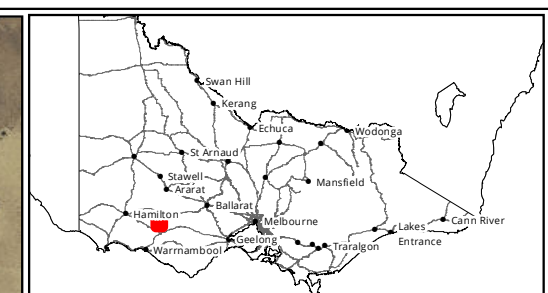 Swan Hill
Kerang
Echuca
Wodonga
St Arnaud
Stawell
Mansfield
Ararat
Ballarat
Hamilton
Melbourne
Cann River
Lakes
Entrance
Geelong
Warrnambool
Traralgon